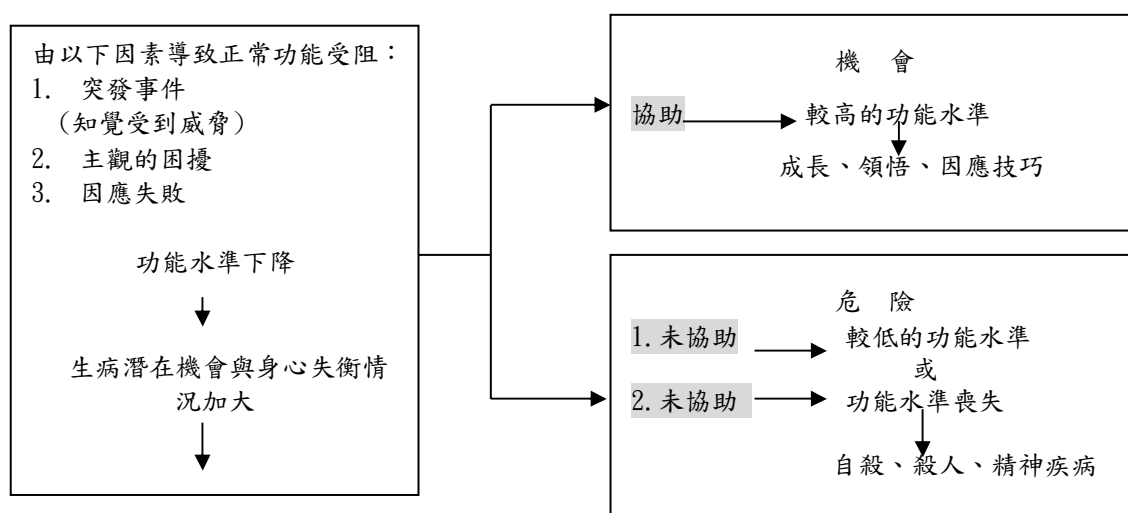 由以下因素導致正常功能受阻：
1. 突發事件
(知覺受到威脅)
2. 主觀的困擾
3. 因應失敗
功能水準下降
生病潛在機會與身心失衡情
況加大
機 會
協助
較高的功能水準
成長、領悟、因應技巧
危 險
1.未協助
較低的功能水準
或
2.未協助
功能水準喪失
自殺、殺人、精神疾病